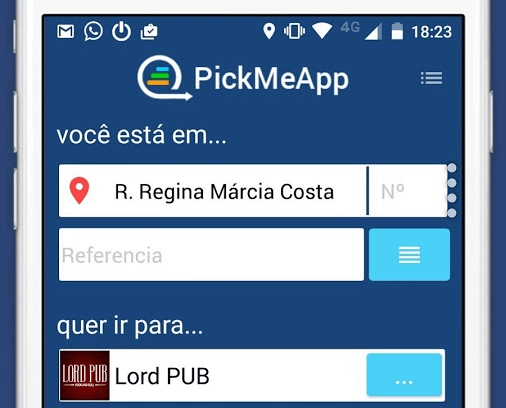 4G 18:23
PickMeApp
você está em...
R. Regina Márcia Costa Nº
Referencia
quer ir para...
LORD PUB
Lord PUB ...